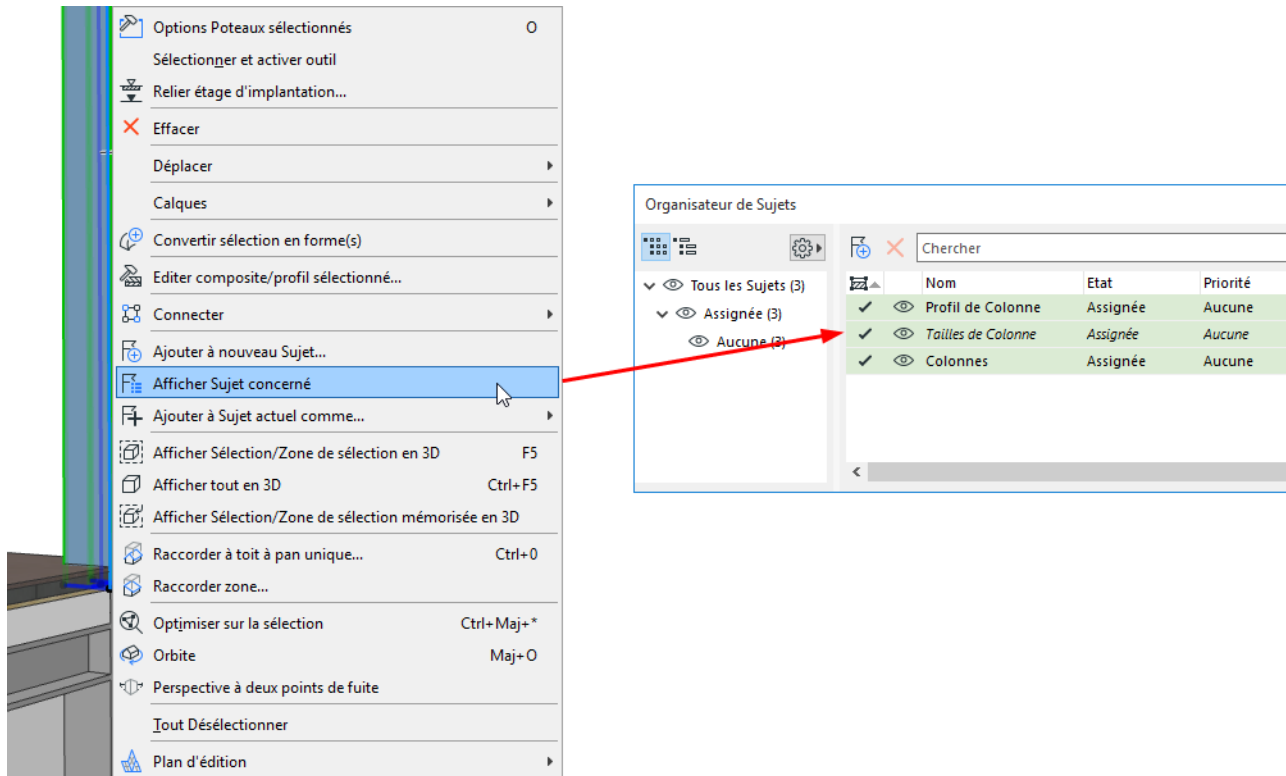 Options Poteaux sélectionnés O
Sélectionner et activer outil
Relier étage d'implantation...
Effacer
Déplacer
Calques
Convertir sélection en forme(s)
Editer composite/profil sélectionné...
Connecter
Ajouter à nouveau Sujet...
Afficher Sujet concerné
Ajouter à Sujet actuel comme...
Afficher Sélection/Zone de sélection en 3D F5
Afficher tout en 3D Ctrl+F5
Afficher Sélection/Zone de sélection mémorisée en 3D
Raccorder à toit à pan unique... Ctrl+0
Raccorder zone...
Optimiser sur la sélection Ctrl+Maj+*
Orbite Maj+O
Perspective à deux points de fuite
Tout Désélectionner
Plan d'édition
Organisateur de Sujets
Chercher
Tous les Sujets (3)
Assignée (3)
Aucune (3)
Nom Etat Priorité
Profil de Colonne Assignée Aucune
Tailles de Colonne Assignée Aucune
Colonnes Assignée Aucune